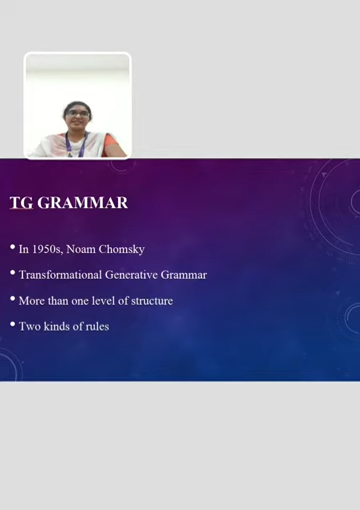 TG GRAMMAR
• In 1950s, Noam Chomsky
• Transformational Generative Grammar
• More than one level of structure
• Two kinds of rules